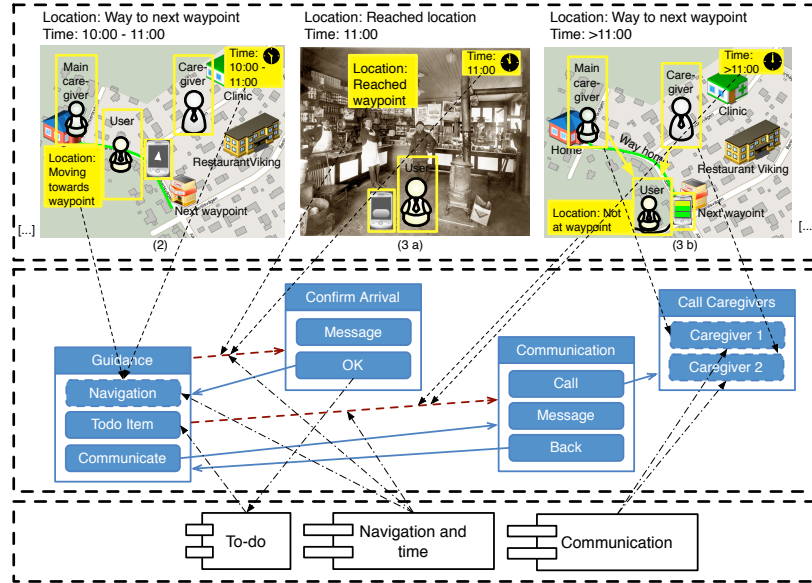 Location: Way to next waypoint
Time: 10:00 - 11:00
Location: Reached location
Time: 11:00
Location: Way to next waypoint
Time: >11:00
Main
care-
giver
User
Care-
giver
Time:
10:00 -
11:00
Clinic
RestaurantViking
Location:
Moving
towards
waypoint
Next waypoint
[...]
(2)
Location:
Reached
waypoint
Time:
11:00
User
(3 a)
Main
care-
giver
Care-
giver
Time:
>11:00
Clinic
Home
Way home
Restaurant Viking
User
Location: Not
at waypoint
Next waypoint
(3 b)
[...]
Confirm Arrival
Message
OK
Call Caregivers
Caregiver 1
Caregiver 2
Guidance
Navigation
Todo Item
Communicate
Communication
Call
Message
Back
To-do
Navigation and
time
Communication